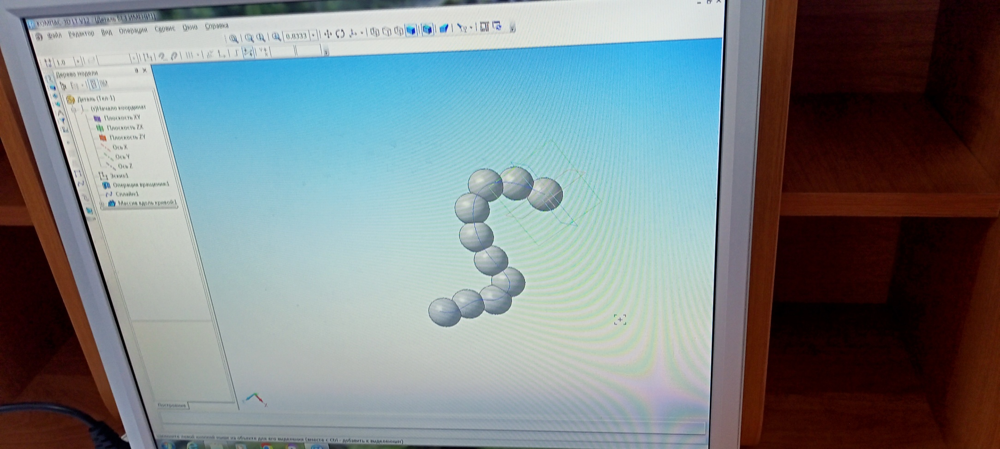 КОМПАС-3D LT V12 - [Деталь БЕЗ ИМЕНИ1]
Файл Редактор Вид Операции Сервис Окно Справка
0.0333
1.0
Дерево модели
Деталь (Тел-1)
(т)Начало координат
Плоскость XY
Плоскость ZX
Плоскость ZY
Ось X
Ось Y
Ось Z
Эскиз:1
Операция вращения:1
Сплайн:1
Массив вдоль кривой:1
X
Построение
Щелкните левой кнопкой мыши на объекте для его выделения (вместе с Ctrl - добавить к выделенным)